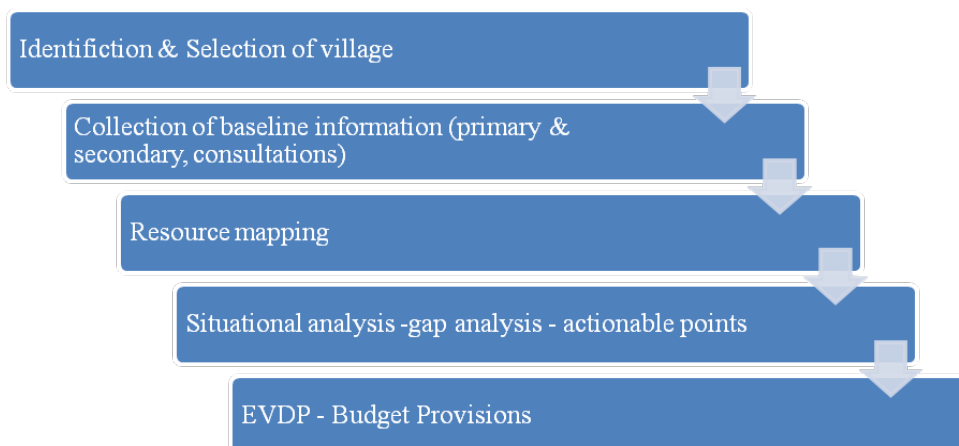 Identifiction & Selection of village
Collection of baseline information (primary &
secondary, consultations)
Resource mapping
Situational analysis -gap analysis - actionable points
EVDP - Budget Provisions